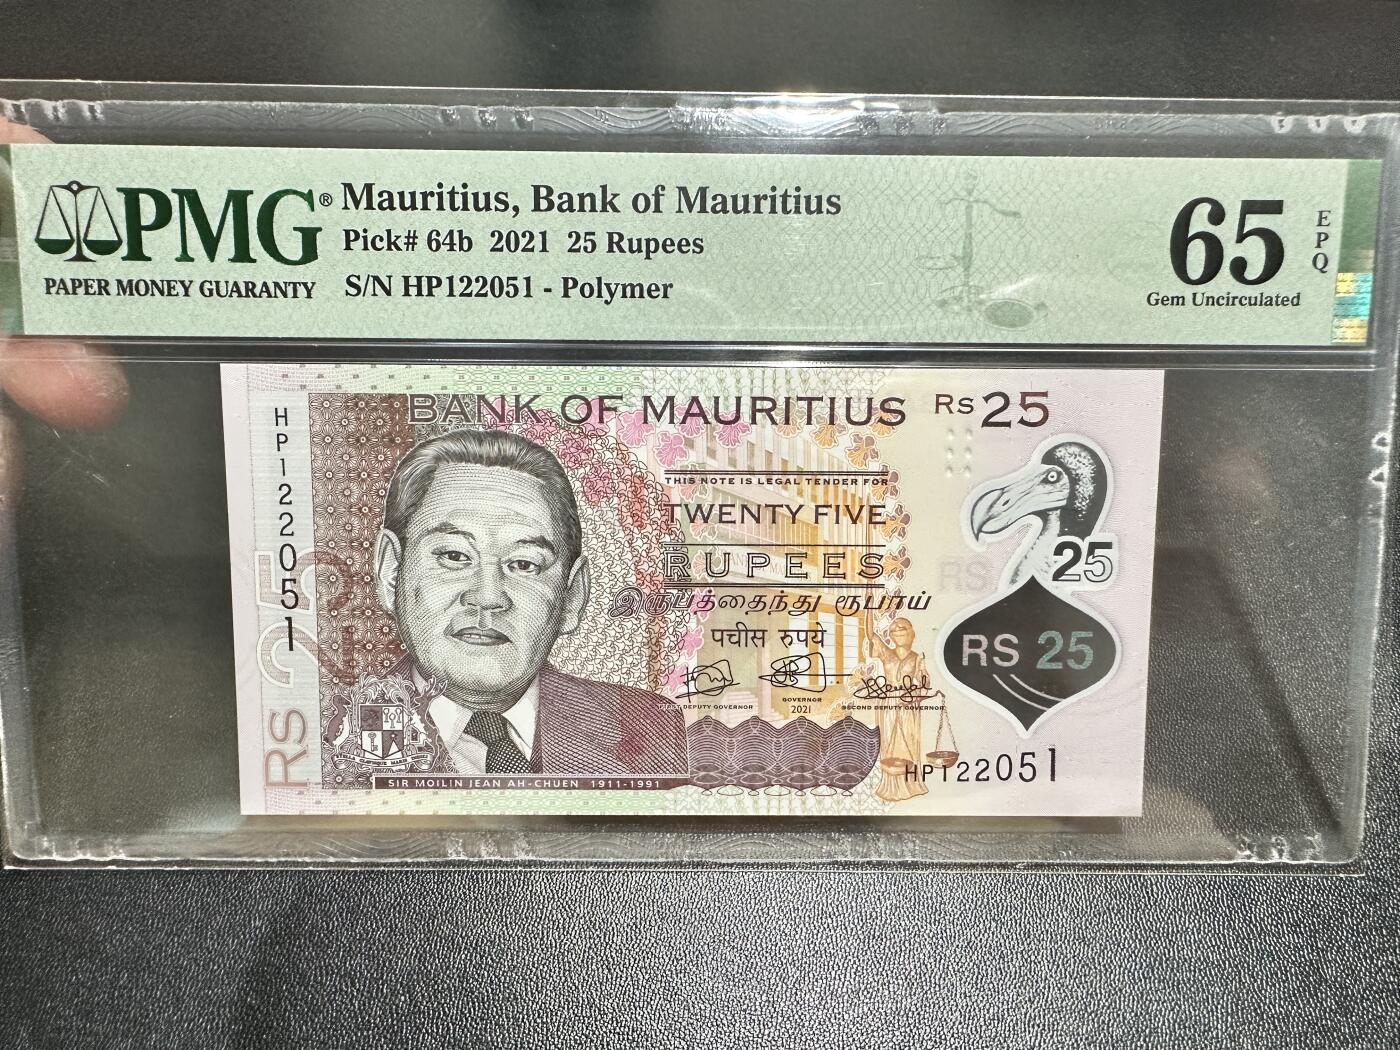 PMG®
PAPER MONEY GUARANTY
Mauritius, Bank of Mauritius
Pick# 64b 2021 25 Rupees
S/N HP122051 - Polymer
65
EPQ
Gem Uncirculated
BANK OF MAURITIUS
Rs 25
HP122051
THIS NOTE IS LEGAL TENDER FOR
TWENTY FIVE
RUPEES
இருபத்தைந்து ரூபாய்
पचीस रुपये
25
RS
RS 25
FIRST DEPUTY GOVERNOR
GOVERNOR
2021
SECOND DEPUTY GOVERNOR
RS 25
HP122051
SIR MOILIN JEAN AH-CHUEN 1911-1991